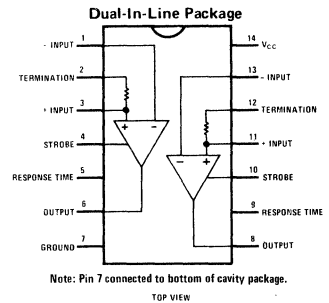 Dual-In-Line Package
- INPUT 1
TERMINATION 2
+ INPUT 3
STROBE 4
RESPONSE TIME 5
OUTPUT 6
GROUND 7
14 VCC
13 - INPUT
12 TERMINATION
11 + INPUT
10 STROBE
9 RESPONSE TIME
8 OUTPUT
+ -
- +
Note: Pin 7 connected to bottom of cavity package.
TOP VIEW